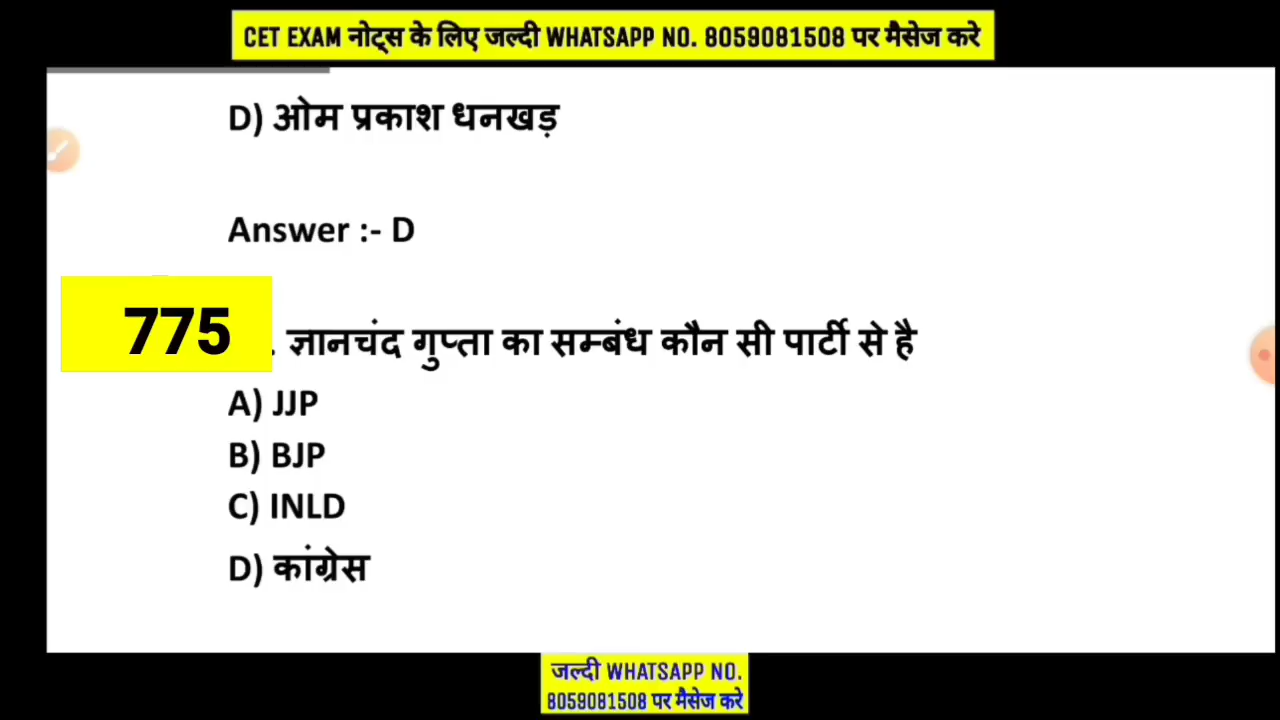 CET EXAM नोट्स के लिए जल्दी WHATSAPP NO. 8059081508 पर मैसेज करे
D) ओम प्रकाश धनखड़
Answer :- D
775 . ज्ञानचंद गुप्ता का सम्बंध कौन सी पार्टी से है
A) JJP
B) BJP
C) INLD
D) कांग्रेस
जल्दी WHATSAPP NO.
8059081508 पर मैसेज करे